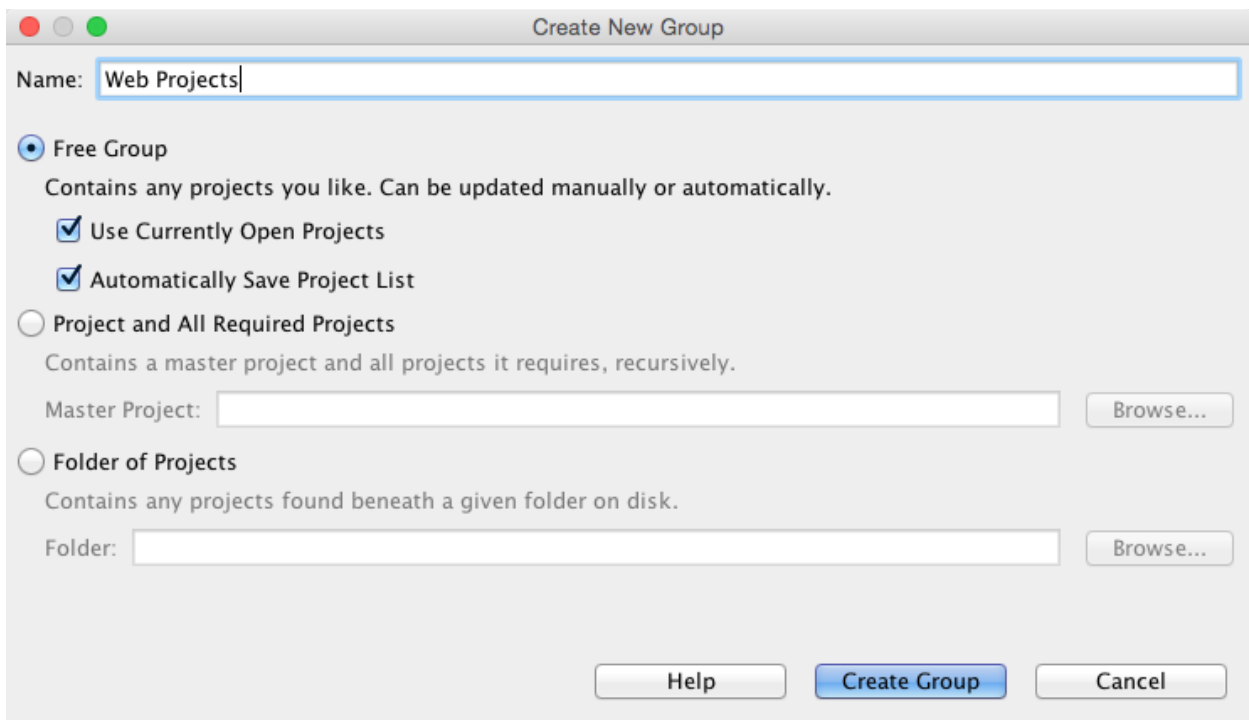 Create New Group
Name: Web Projects
Free Group
Contains any projects you like. Can be updated manually or automatically.
Use Currently Open Projects
Automatically Save Project List
Project and All Required Projects
Contains a master project and all projects it requires, recursively.
Master Project: Browse...
Folder of Projects
Contains any projects found beneath a given folder on disk.
Folder: Browse...
Help Create Group Cancel